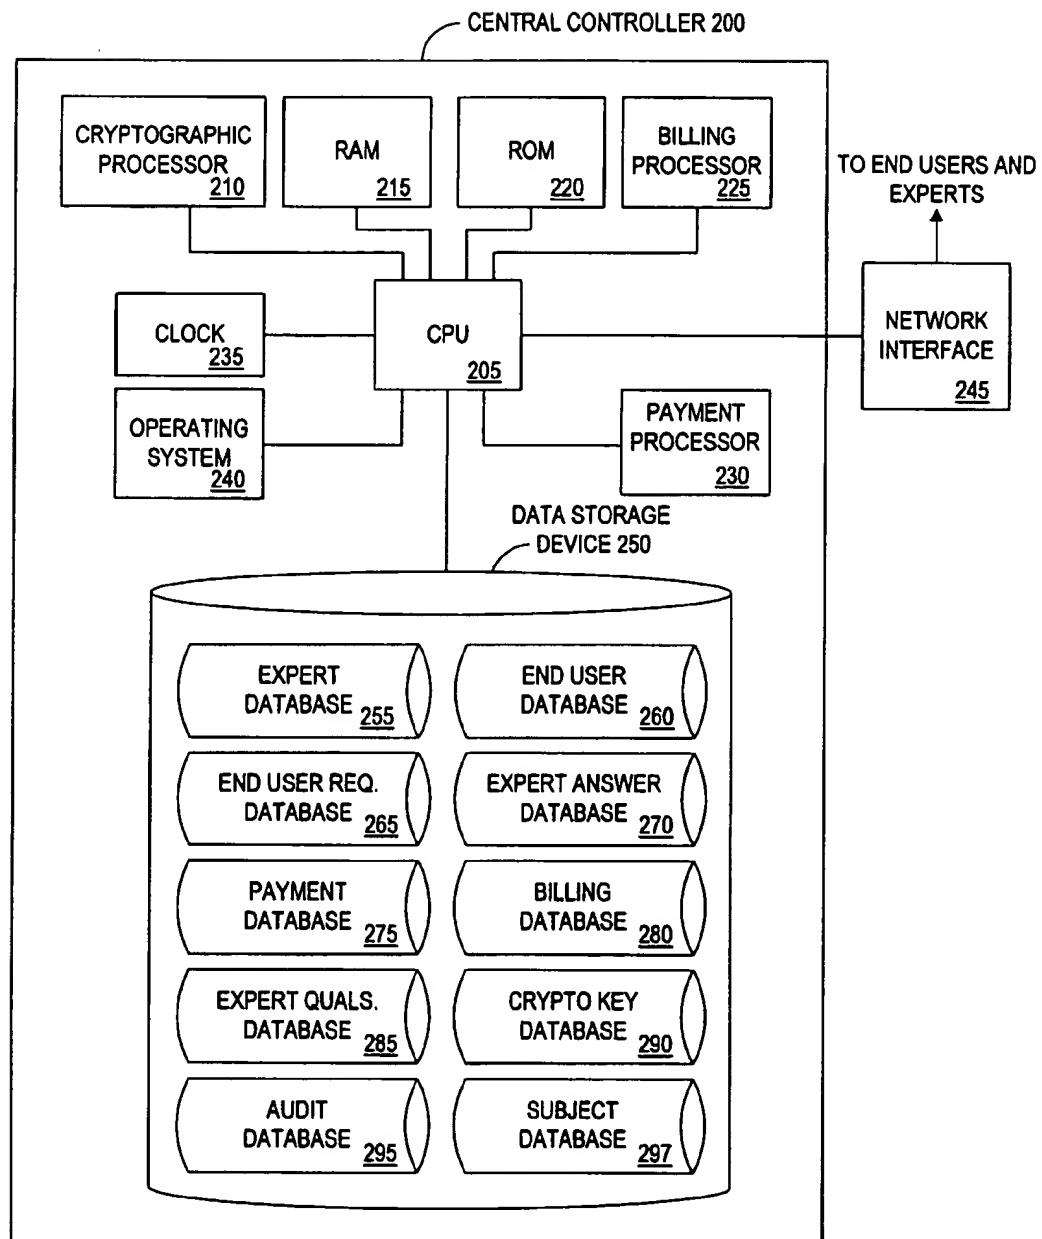 CENTRAL CONTROLLER 200
CRYPTOGRAPHIC
PROCESSOR
210
RAM
215
ROM
220
BILLING
PROCESSOR
225
TO END USERS AND
EXPERTS
CLOCK
235
CPU
205
NETWORK
INTERFACE
245
OPERATING
SYSTEM
240
PAYMENT
PROCESSOR
230
DATA STORAGE
DEVICE 250
EXPERT
DATABASE 255
END USER
DATABASE 260
END USER REQ.
DATABASE 265
EXPERT ANSWER
DATABASE 270
PAYMENT
DATABASE 275
BILLING
DATABASE 280
EXPERT QUALS.
DATABASE 285
CRYPTO KEY
DATABASE 290
AUDIT
DATABASE 295
SUBJECT
DATABASE 297